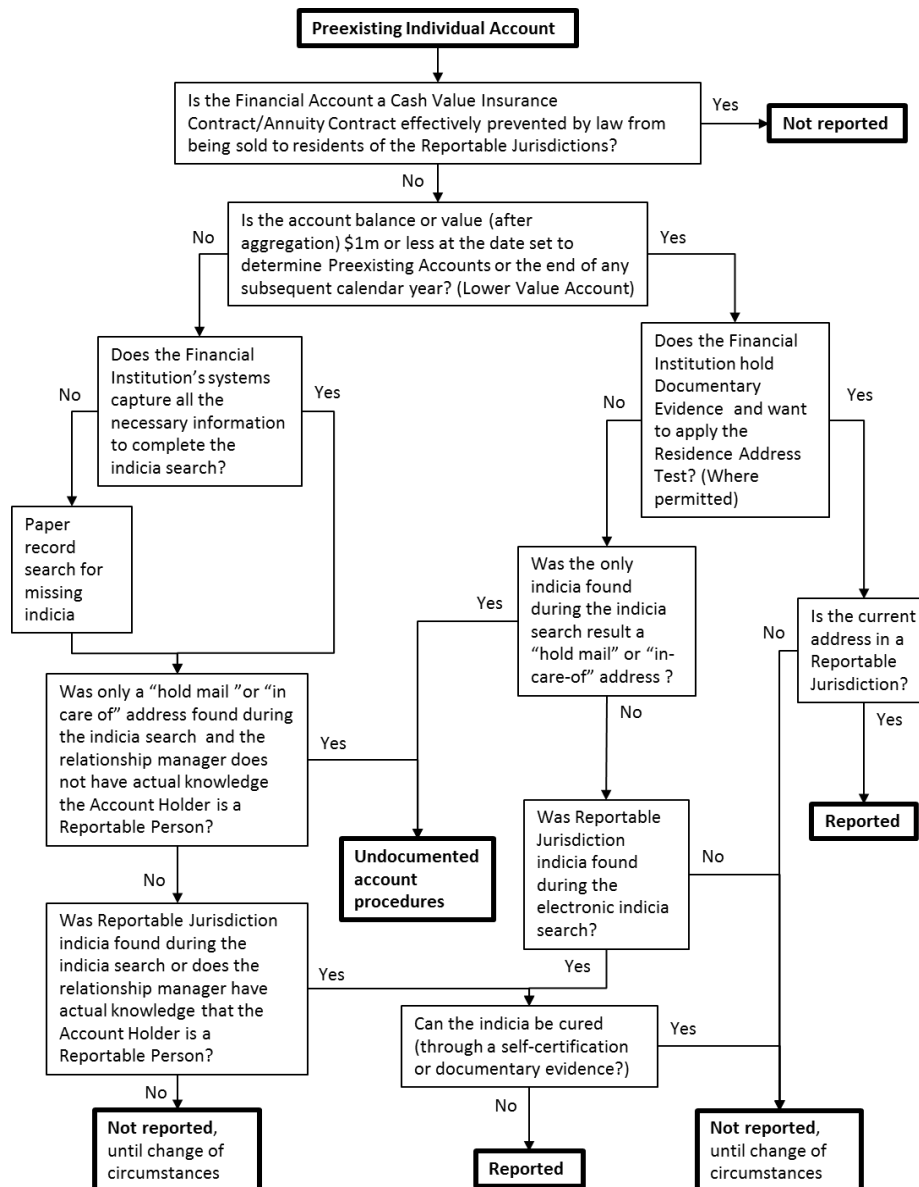 Preexisting Individual Account
Is the Financial Account a Cash Value Insurance
Contract/Annuity Contract effectively prevented by law from
being sold to residents of the Reportable Jurisdictions?
Yes
Not reported
No
Is the account balance or value (after
aggregation) $1m or less at the date set to
determine Preexisting Accounts or the end of any
subsequent calendar year? (Lower Value Account)
No
Yes
Does the Financial
Institution's systems
capture all the
necessary information
to complete the
indicia search?
No
Yes
Does the Financial
Institution hold
Documentary
Evidence and want
to apply the
Residence Address
Test? (Where
permitted)
No
Yes
Paper
record
search for
missing
indicia
Was the only
indicia found
during the indicia
search result a
“hold mail” or “in-
care-of” address ?
Yes
No
Is the current
address in a
Reportable
Jurisdiction?
No
Yes
Reported
Was only a “hold mail ”or “in
care of” address found during
the indicia search and the
relationship manager does
not have actual knowledge
the Account Holder is a
Reportable Person?
Yes
No
Undocumented
account
procedures
Was Reportable
Jurisdiction
indicia found
during the
electronic indicia
search?
No
Yes
Was Reportable Jurisdiction
indicia found during the
indicia search or does the
relationship manager have
actual knowledge that the
Account Holder is a
Reportable Person?
Yes
No
Can the indicia be cured
(through a self-certification
or documentary evidence?)
Yes
No
Not reported,
until change of
circumstances
Reported
Not reported,
until change of
circumstances